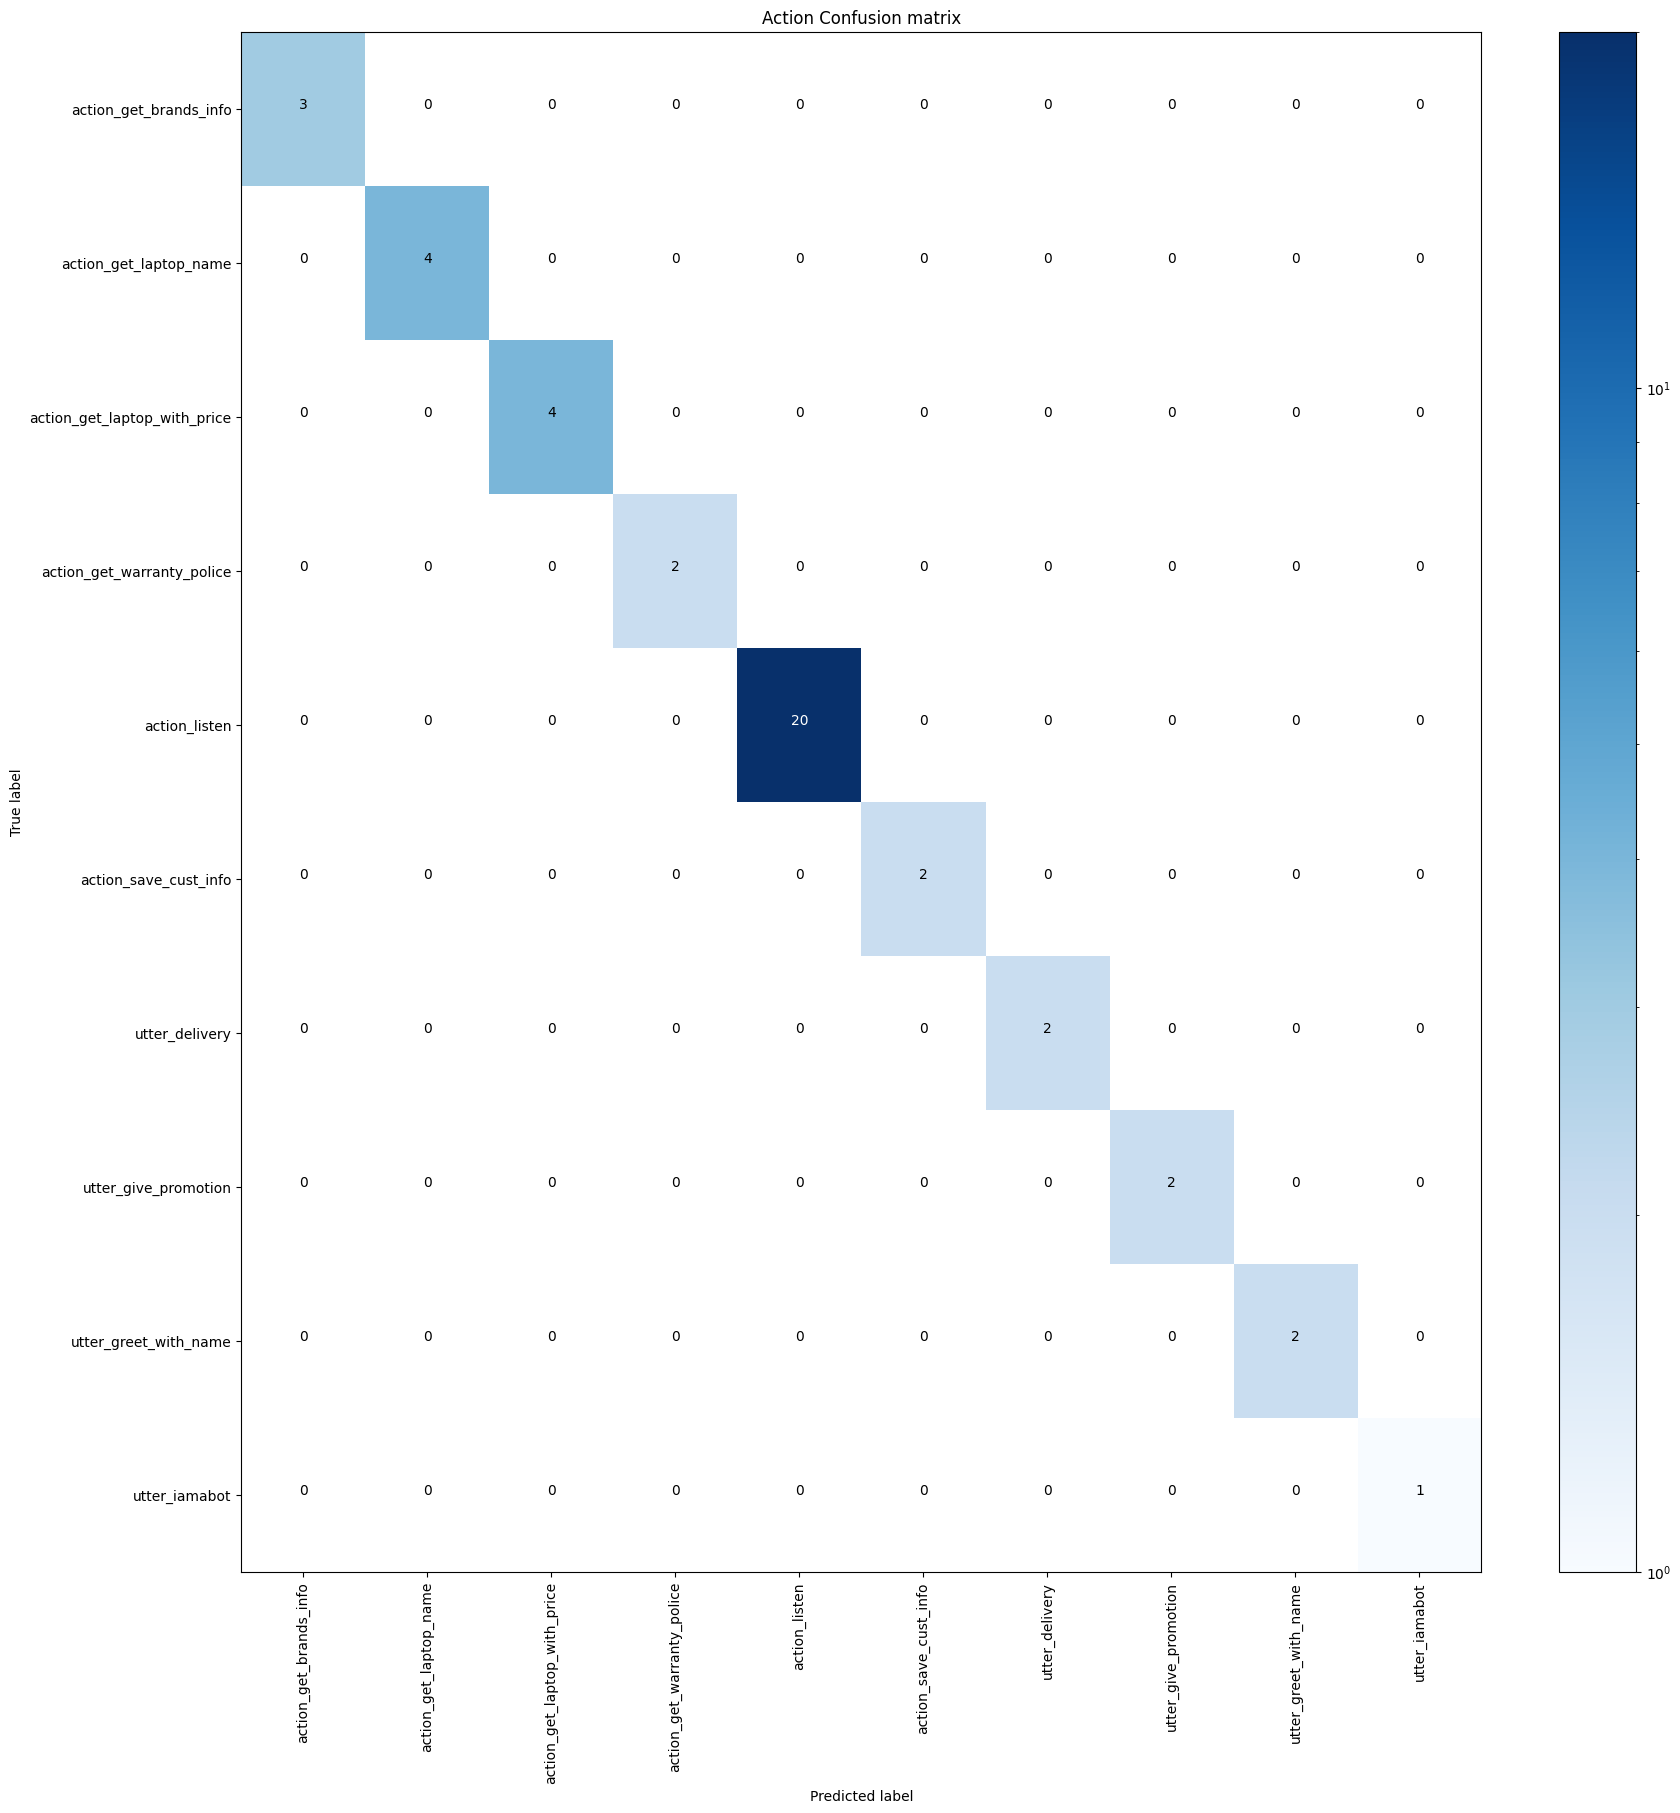 Action Confusion matrix
action_get_brands_info 3 0 0 0 0 0 0 0 0 0
action_get_laptop_name 0 4 0 0 0 0 0 0 0 0
action_get_laptop_with_price 0 0 4 0 0 0 0 0 0 0
action_get_warranty_police 0 0 0 2 0 0 0 0 0 0
action_listen 0 0 0 0 20 0 0 0 0 0
action_save_cust_info 0 0 0 0 0 2 0 0 0 0
utter_delivery 0 0 0 0 0 0 2 0 0 0
utter_give_promotion 0 0 0 0 0 0 0 2 0 0
utter_greet_with_name 0 0 0 0 0 0 0 0 2 0
utter_iamabot 0 0 0 0 0 0 0 0 0 1
True label
action_get_brands_info
action_get_laptop_name
action_get_laptop_with_price
action_get_warranty_police
action_listen
action_save_cust_info
utter_delivery
utter_give_promotion
utter_greet_with_name
utter_iamabot
Predicted label
10¹
10⁰